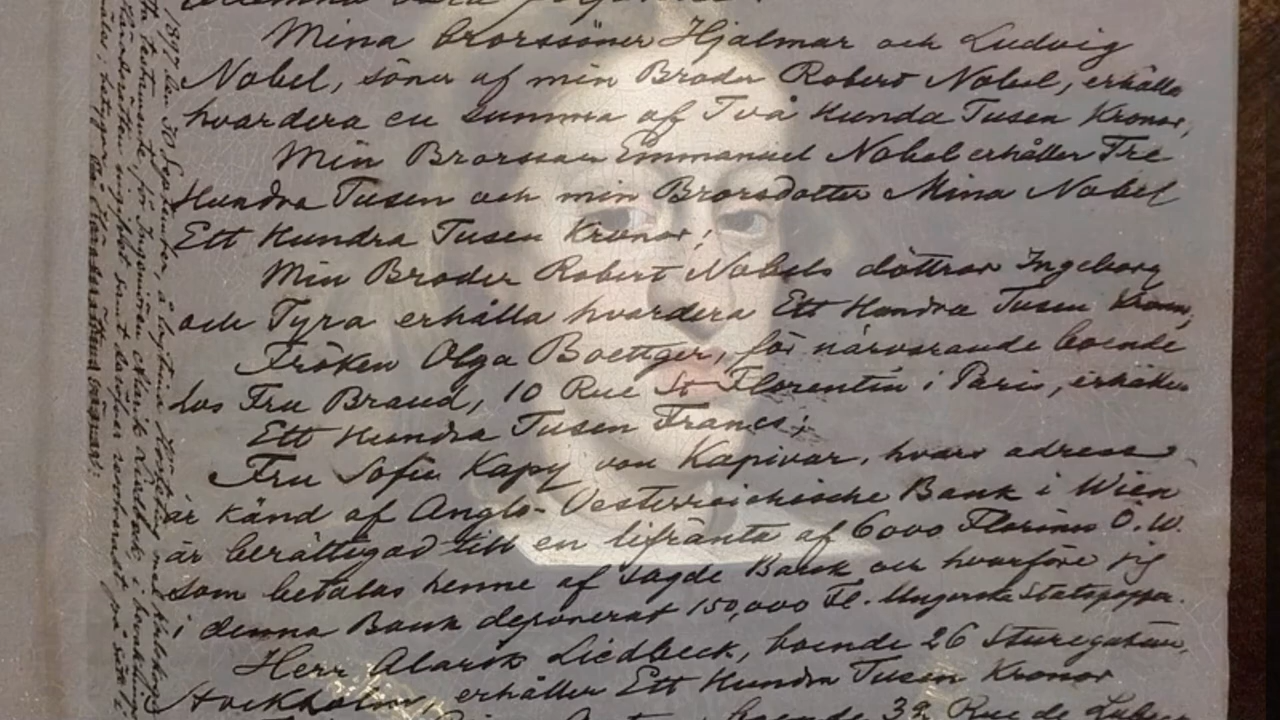 Mina Brorssöner Hjalmar och Ludvig
Nobel, söner af min Broder Robert Nobel, erhålla
hvardera en summa af Två Hundra Tusen Kronor;
Min Brorsson Emmanuel Nobel erhåller Tre
Hundra Tusen och min Brorsdotter Mina Nobel
Ett Hundra Tusen Kronor;
Min Broder Robert Nobels döttrar Ingeborg
och Tyra erhålla hvardera Ett Hundra Tusen Kronor;
Fröken Olga Boettger, för närvarande boende
hos Fru Brand, 10 Rue St Florentin i Paris, erhåller
Ett Hundra Tusen Francs;
Fru Sofie Kapy von Kapivar, hvars adress
är känd af Anglo-Oesterreichische Bank i Wien
är berättigad till en lifränta af 6000 Florins Ö.W.
som betalas henne af sagde Bank och hvarföre jag
i denna Bank deponerat 150,000 Fl. Ungerska Statspapper.
Herr Alarik Liedbeck, boende 26 Sturegatan,
Stockholm, erhåller Ett Hundra Tusen Kronor
boende 32 Rue de